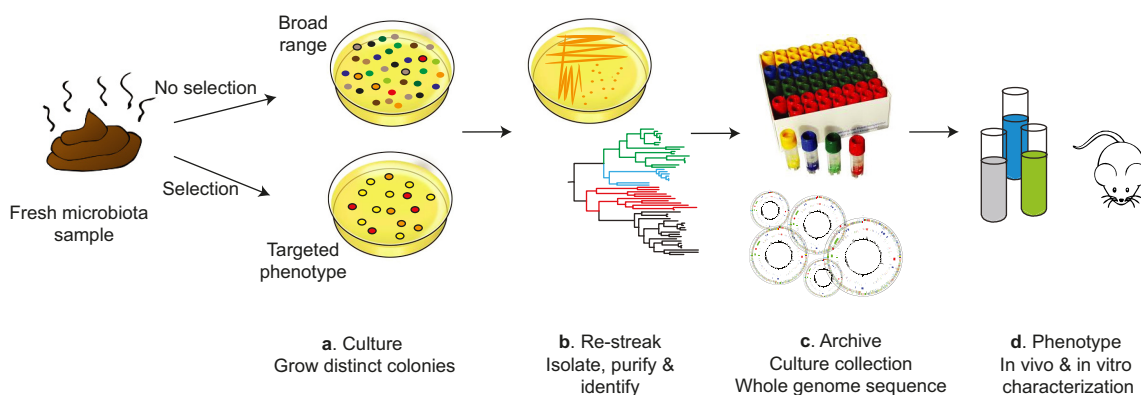 Broad
range
No selection
Selection
Fresh microbiota
sample
Targeted
phenotype
a. Culture
Grow distinct colonies
b. Re-streak
Isolate, purify &
identify
c. Archive
Culture collection
Whole genome sequence
d. Phenotype
In vivo & in vitro
characterization